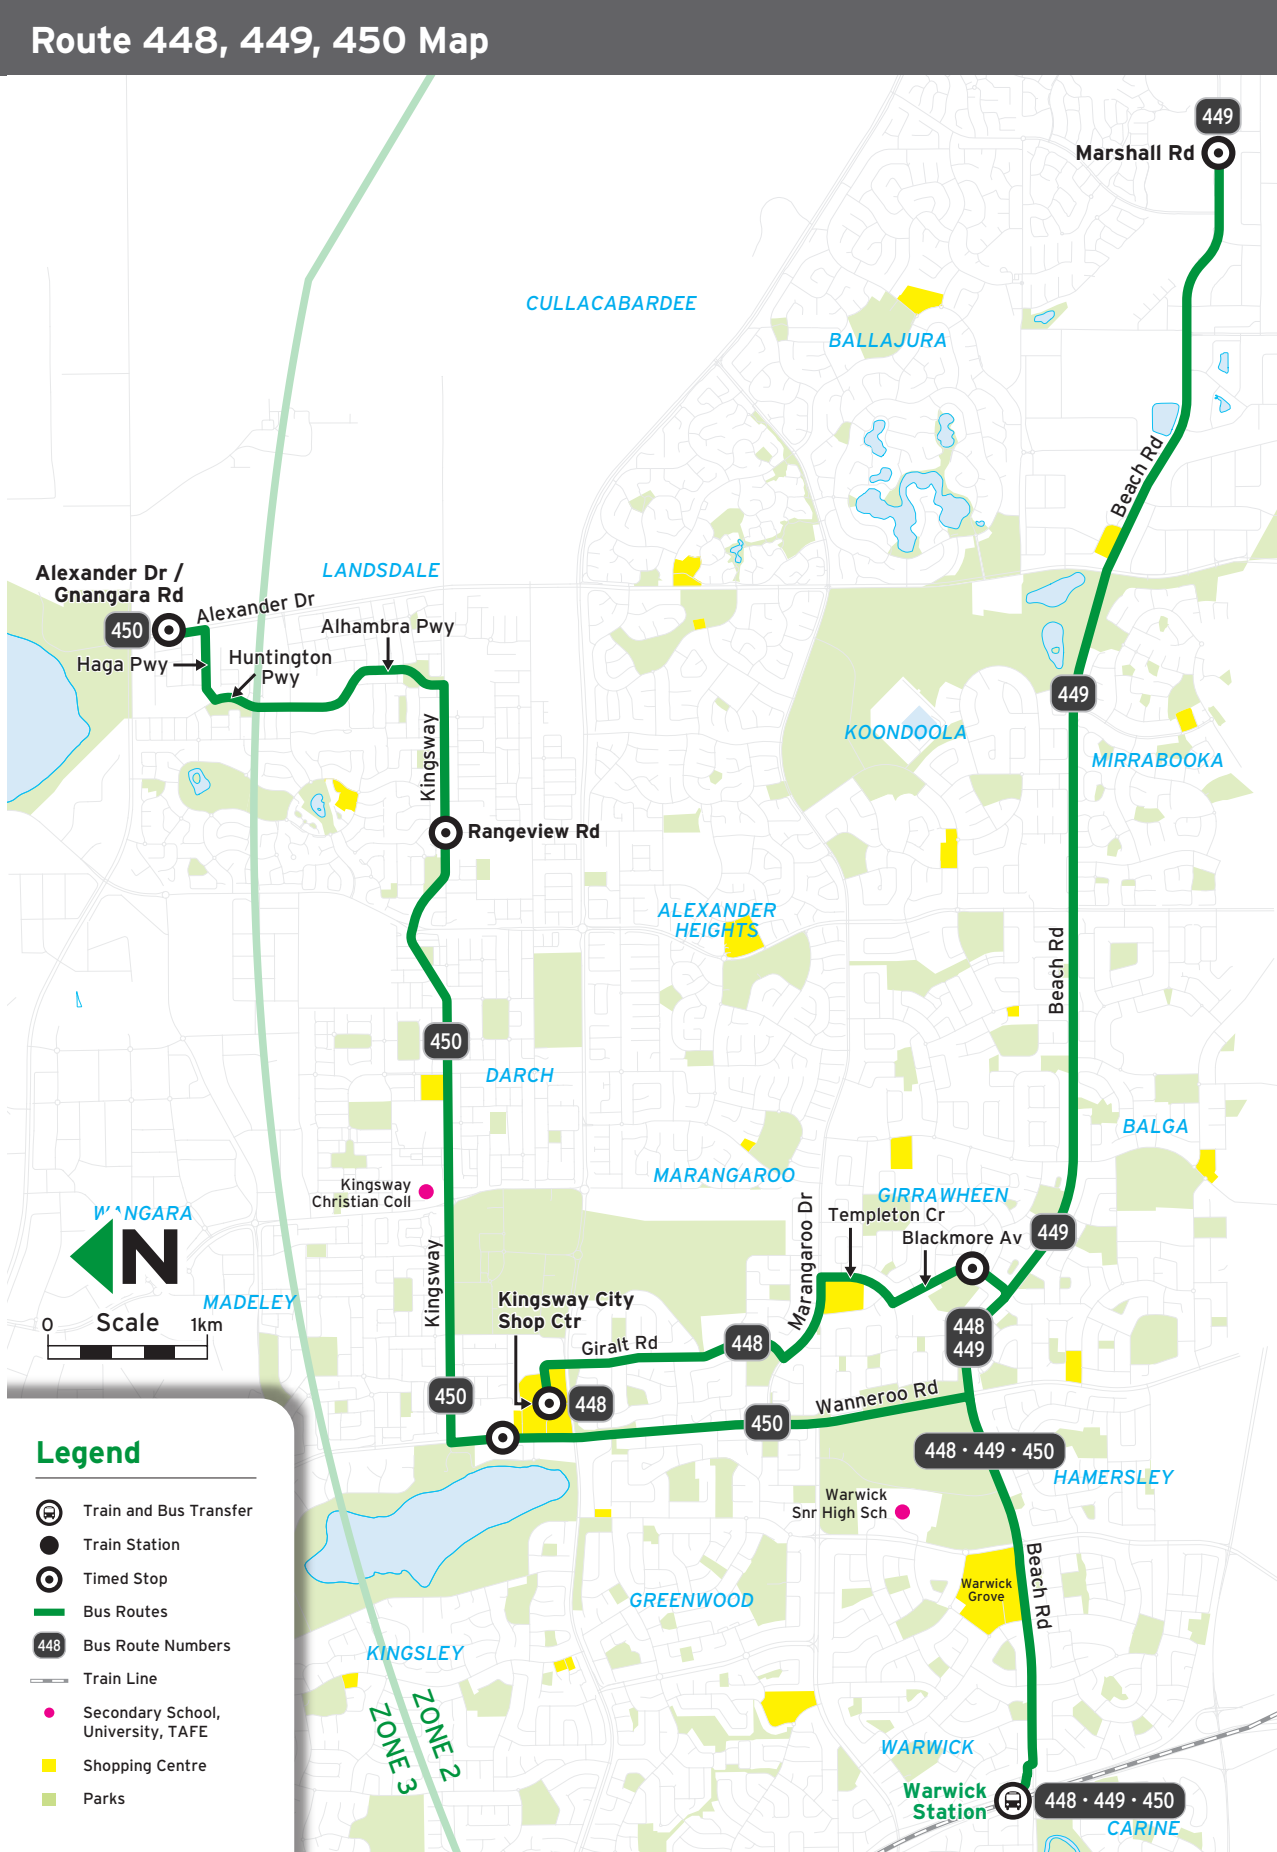 Route 448, 449, 450 Map
449
Marshall Rd
CULLACABARDEE
BALLAJURA
Beach Rd
LANDSDALE
Alexander Dr /
Gnangara Rd
450
Alexander Dr
Alhambra Pwy
Haga Pwy
Huntington
Pwy
449
Kingsway
KOONDOOLA
MIRRABOOKA
Rangeview Rd
ALEXANDER
HEIGHTS
Beach Rd
450
DARCH
BALGA
MARANGAROO
Kingsway
Christian Coll
GIRRAWHEEN
Templeton Cr
WANGARA
Marangaroo Dr
Blackmore Av
449
N
Kingsway
MADELEY
Kingsway City
Shop Ctr
0
Scale
1km
448
449
Giralt Rd
448
450
448
Wanneroo Rd
450
448 · 449 · 450
HAMERSLEY
Warwick
Snr High Sch
Beach Rd
Warwick
Grove
GREENWOOD
KINGSLEY
ZONE 2
ZONE 3
WARWICK
Warwick
Station
448 · 449 · 450
CARINE
Legend
Train and Bus Transfer
Train Station
Timed Stop
Bus Routes
448
Bus Route Numbers
Train Line
Secondary School,
University, TAFE
Shopping Centre
Parks